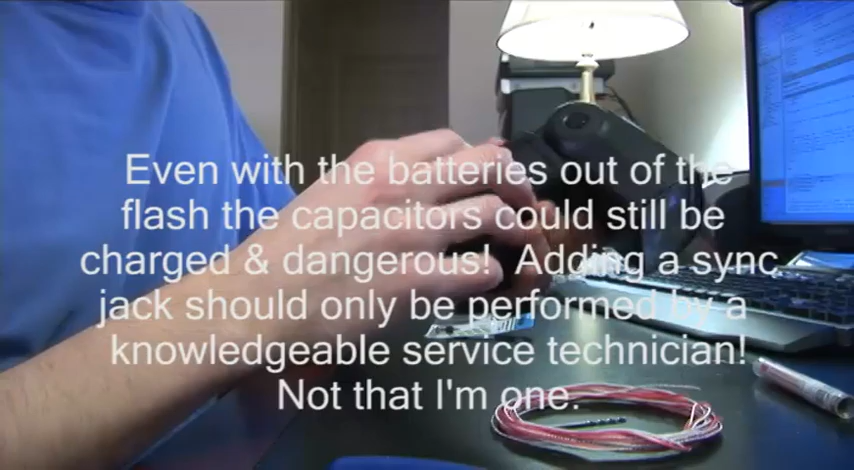 Even with the batteries out of the
flash the capacitors could still be
charged & dangerous!  Adding a sync
jack should only be performed by a
knowledgeable service technician!
Not that I'm one.